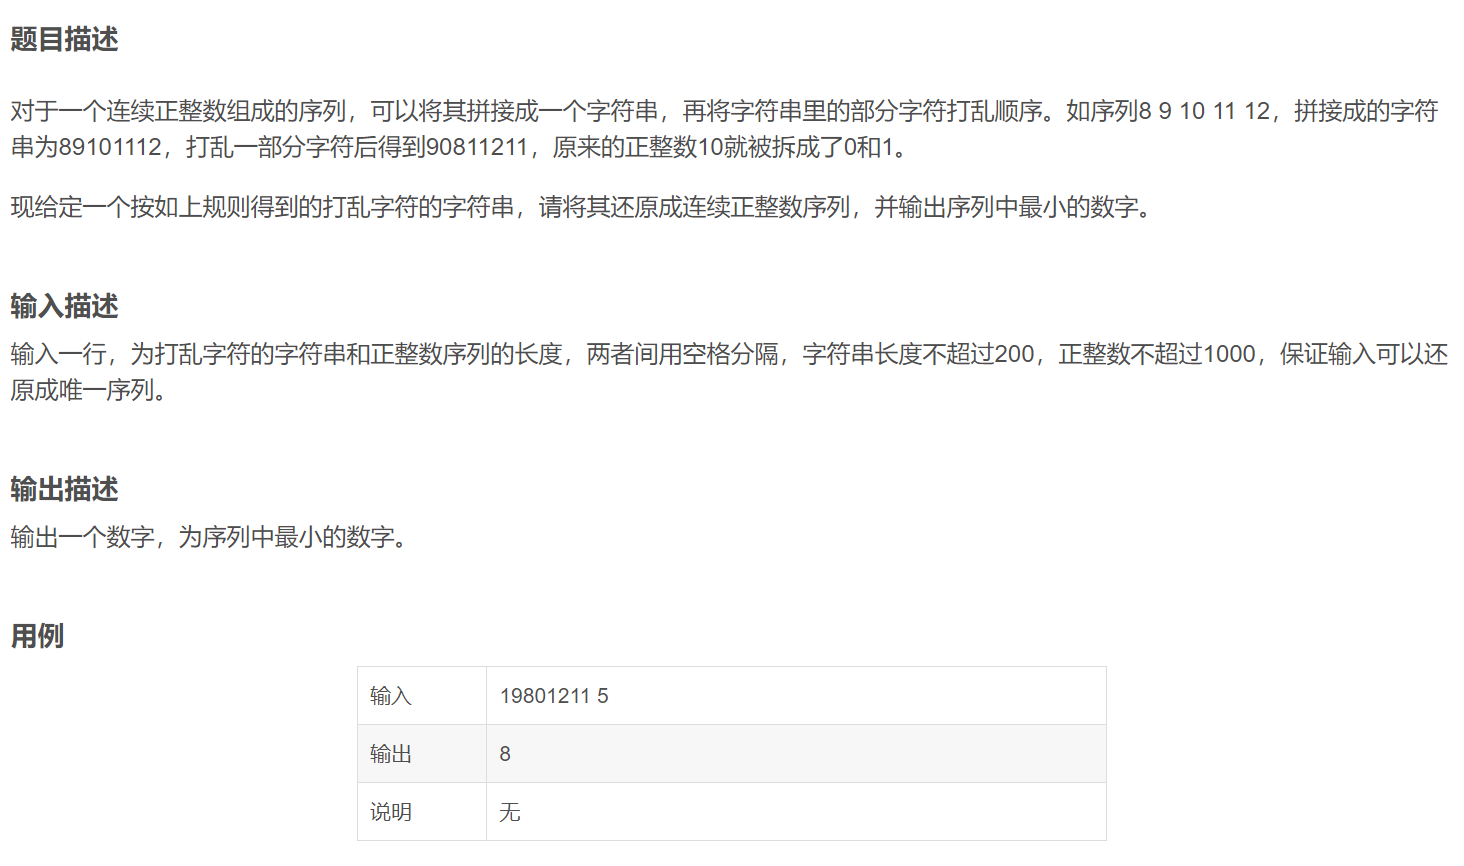 题目描述
对于一个连续正整数组成的序列，可以将其拼接成一个字符串，再将字符串里的部分字符打乱顺序。如序列8 9 10 11 12，拼接成的字符
串为89101112，打乱一部分字符后得到90811211，原来的正整数10就被拆成了0和1。
现给定一个按如上规则得到的打乱字符的字符串，请将其还原成连续正整数序列，并输出序列中最小的数字。
输入描述
输入一行，为打乱字符的字符串和正整数序列的长度，两者间用空格分隔，字符串长度不超过200，正整数不超过1000，保证输入可以还
原成唯一序列。
输出描述
输出一个数字，为序列中最小的数字。
用例
输入 19801211 5
输出 8
说明 无